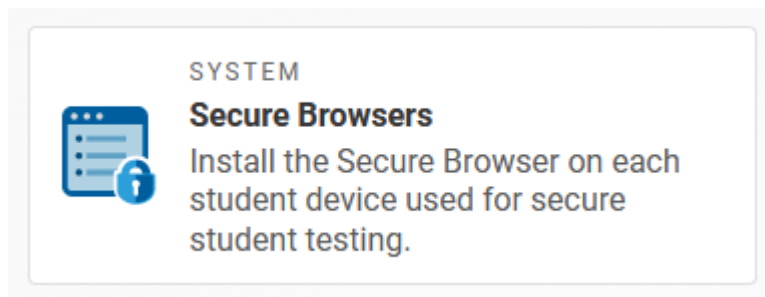 SYSTEM
Secure Browsers
Install the Secure Browser on each
student device used for secure
student testing.